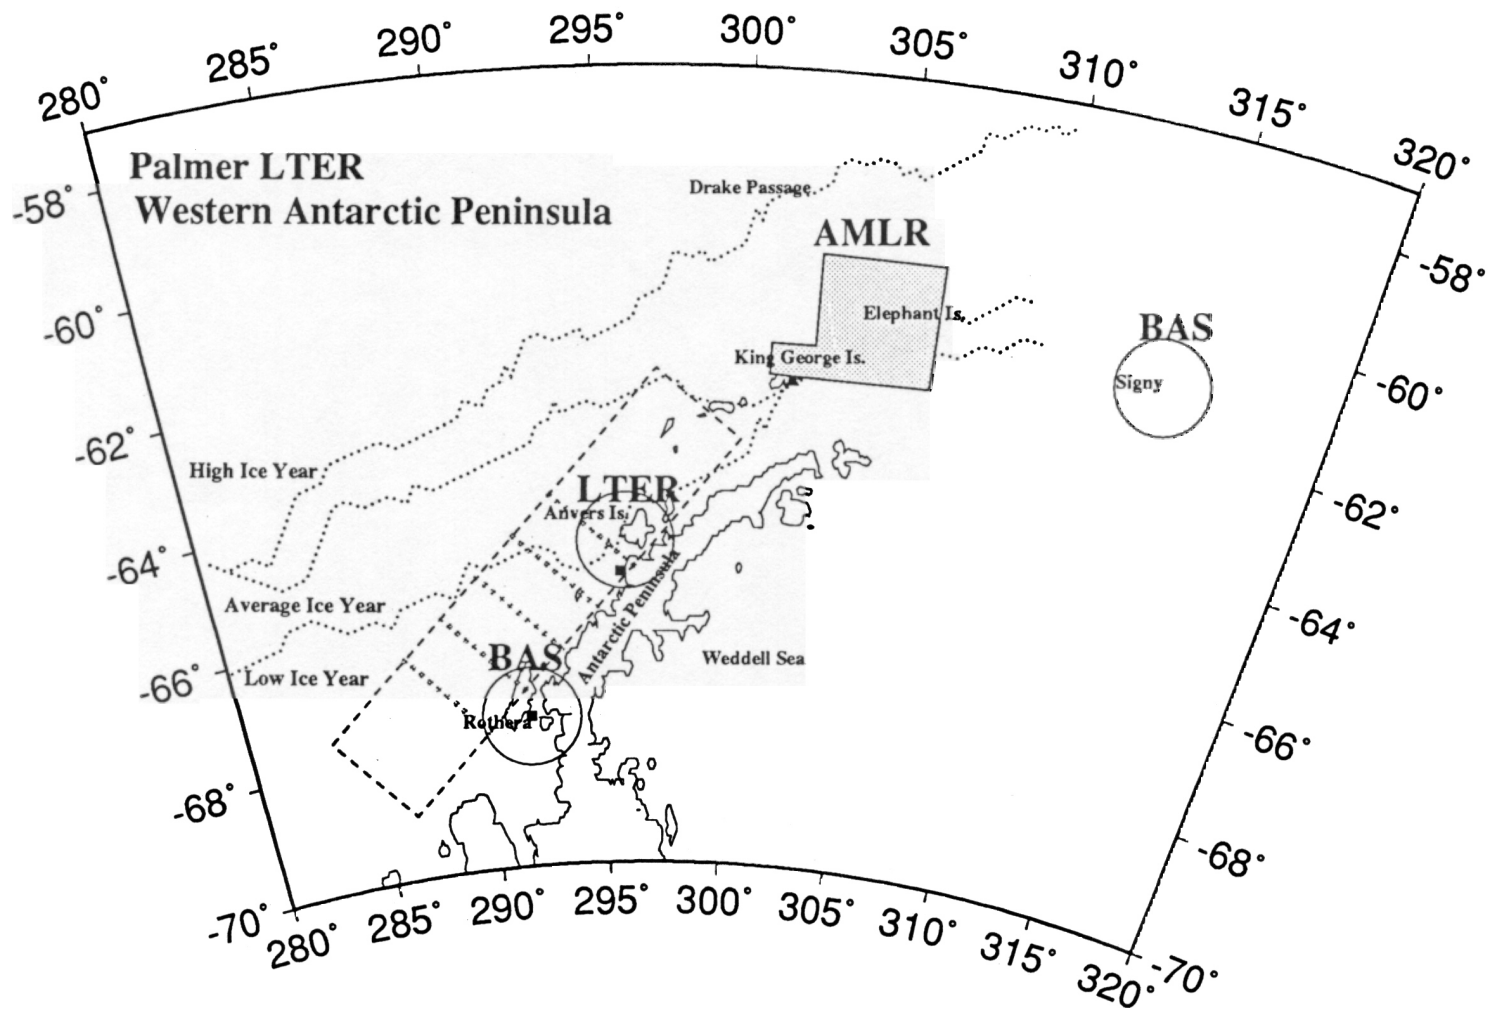 280°
285°
290°
295°
300°
305°
310°
315°
320°
Palmer LTER
Western Antarctic Peninsula
Drake Passage
AMLR
Elephant Is.
King George Is.
BAS
Signy
-58°
-60°
-62°
-64°
-66°
-68°
-70°
-58°
-60°
-62°
-64°
-66°
-68°
-70°
High Ice Year
LTER
Anvers Is.
Average Ice Year
Antarctic Peninsula
Low Ice Year
BAS
Rothera
Weddell Sea
280°
285°
290°
295°
300°
305°
310°
315°
320°